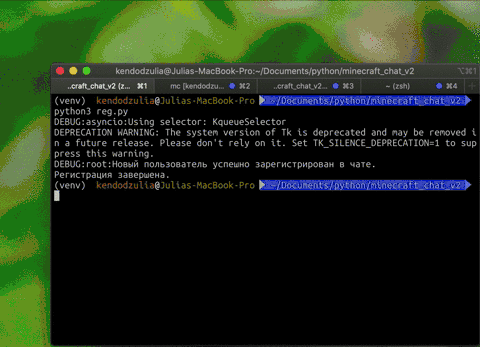 kendodzulia@Julias-MacBook-Pro:~/Documents/python/minecraft_chat_v2
⌥⌘1
..craft_chat_v2 (z... ⌘1 mc (kendozu... ⌘2 ..craft_chat_v2... ⌘3 ~ (zsh) ⌘4
(venv) kendodzulia@Julias-MacBook-Pro ~/Documents/python/minecraft_chat_v2
python3 reg.py
DEBUG:asyncio:Using selector: KqueueSelector
DEPRECATION WARNING: The system version of Tk is deprecated and may be removed i
n a future release. Please don't rely on it. Set TK_SILENCE_DEPRECATION=1 to sup
press this warning.
DEBUG:root:Новый пользователь успешно зарегистрирован в чате.
Регистрация завершена.
(venv) kendodzulia@Julias-MacBook-Pro ~/Documents/python/minecraft_chat_v2